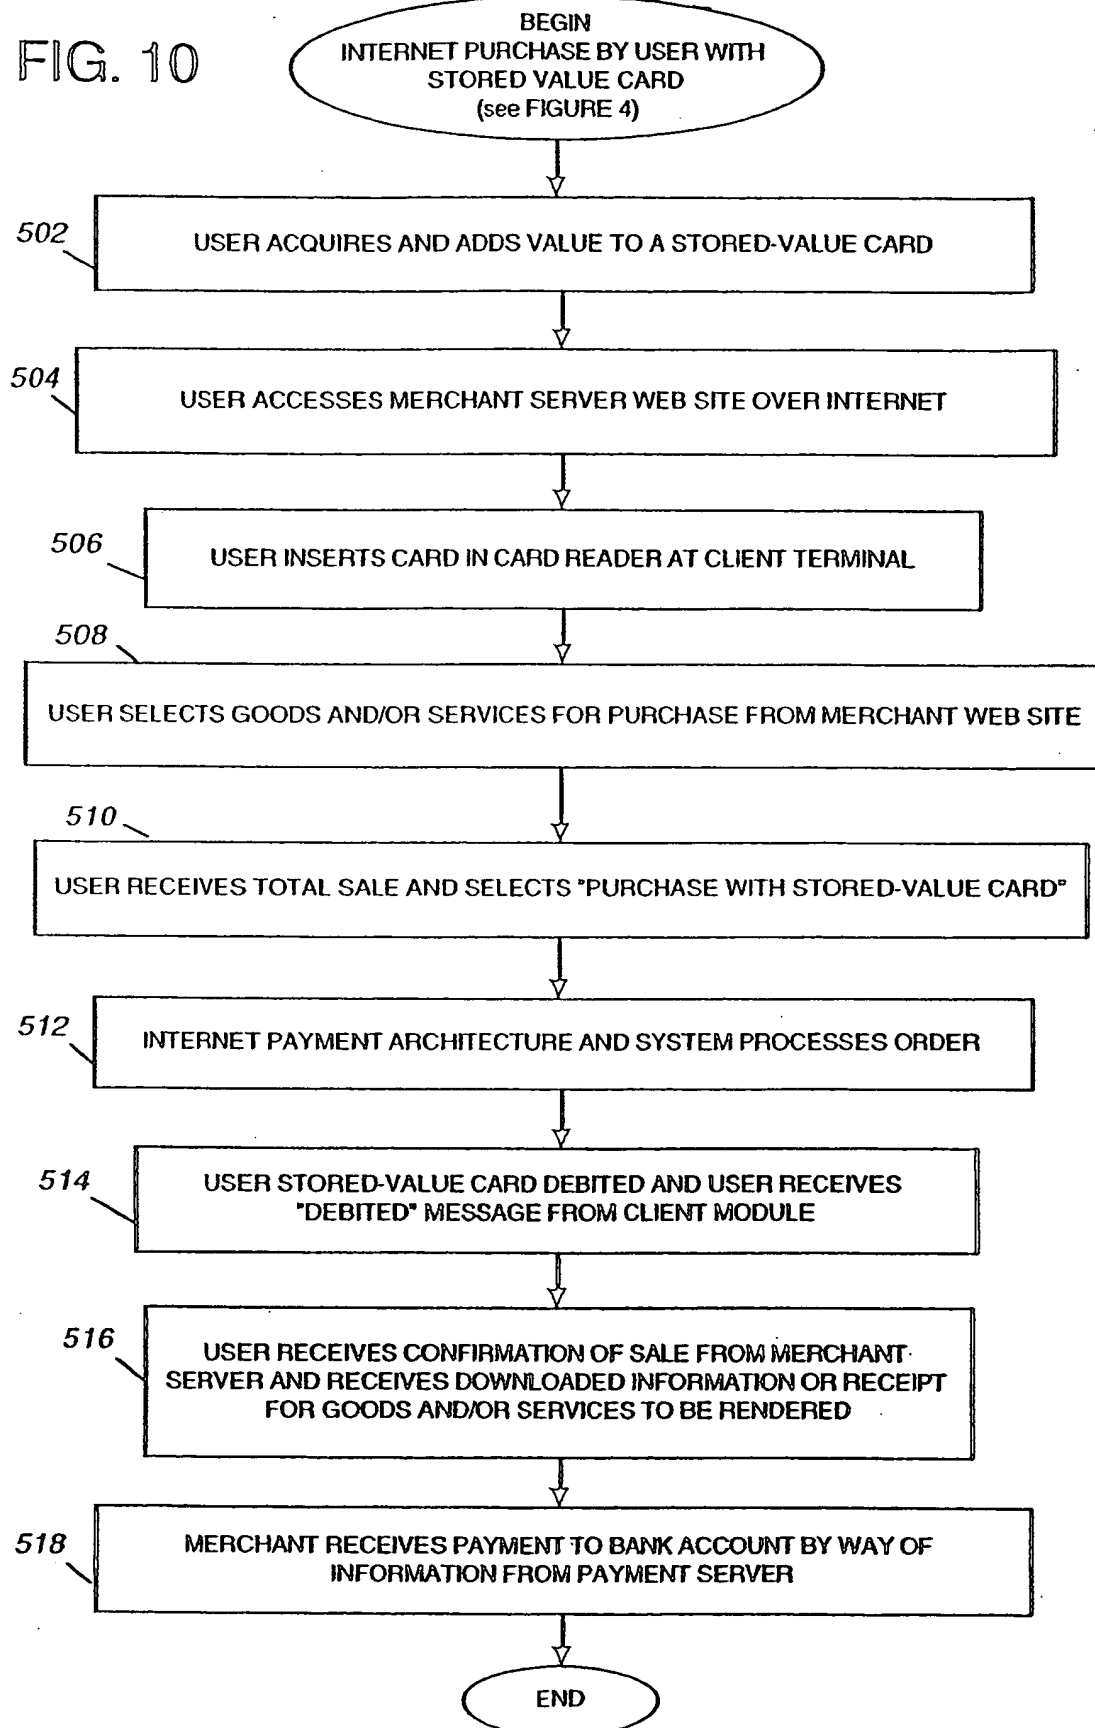 FIG. 10
BEGIN
INTERNET PURCHASE BY USER WITH
STORED VALUE CARD
(see FIGURE 4)
502
USER ACQUIRES AND ADDS VALUE TO A STORED-VALUE CARD
504
USER ACCESSES MERCHANT SERVER WEB SITE OVER INTERNET
506
USER INSERTS CARD IN CARD READER AT CLIENT TERMINAL
508
USER SELECTS GOODS AND/OR SERVICES FOR PURCHASE FROM MERCHANT WEB SITE
510
USER RECEIVES TOTAL SALE AND SELECTS "PURCHASE WITH STORED-VALUE CARD"
512
INTERNET PAYMENT ARCHITECTURE AND SYSTEM PROCESSES ORDER
514
USER STORED-VALUE CARD DEBITED AND USER RECEIVES
"DEBITED" MESSAGE FROM CLIENT MODULE
516
USER RECEIVES CONFIRMATION OF SALE FROM MERCHANT
SERVER AND RECEIVES DOWNLOADED INFORMATION OR RECEIPT
FOR GOODS AND/OR SERVICES TO BE RENDERED
518
MERCHANT RECEIVES PAYMENT TO BANK ACCOUNT BY WAY OF
INFORMATION FROM PAYMENT SERVER
END